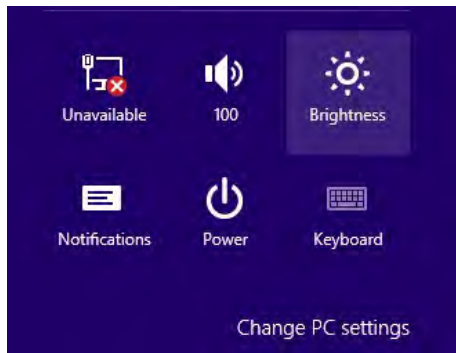 Unavailable
100
Brightness
Notifications
Power
Keyboard
Change PC settings